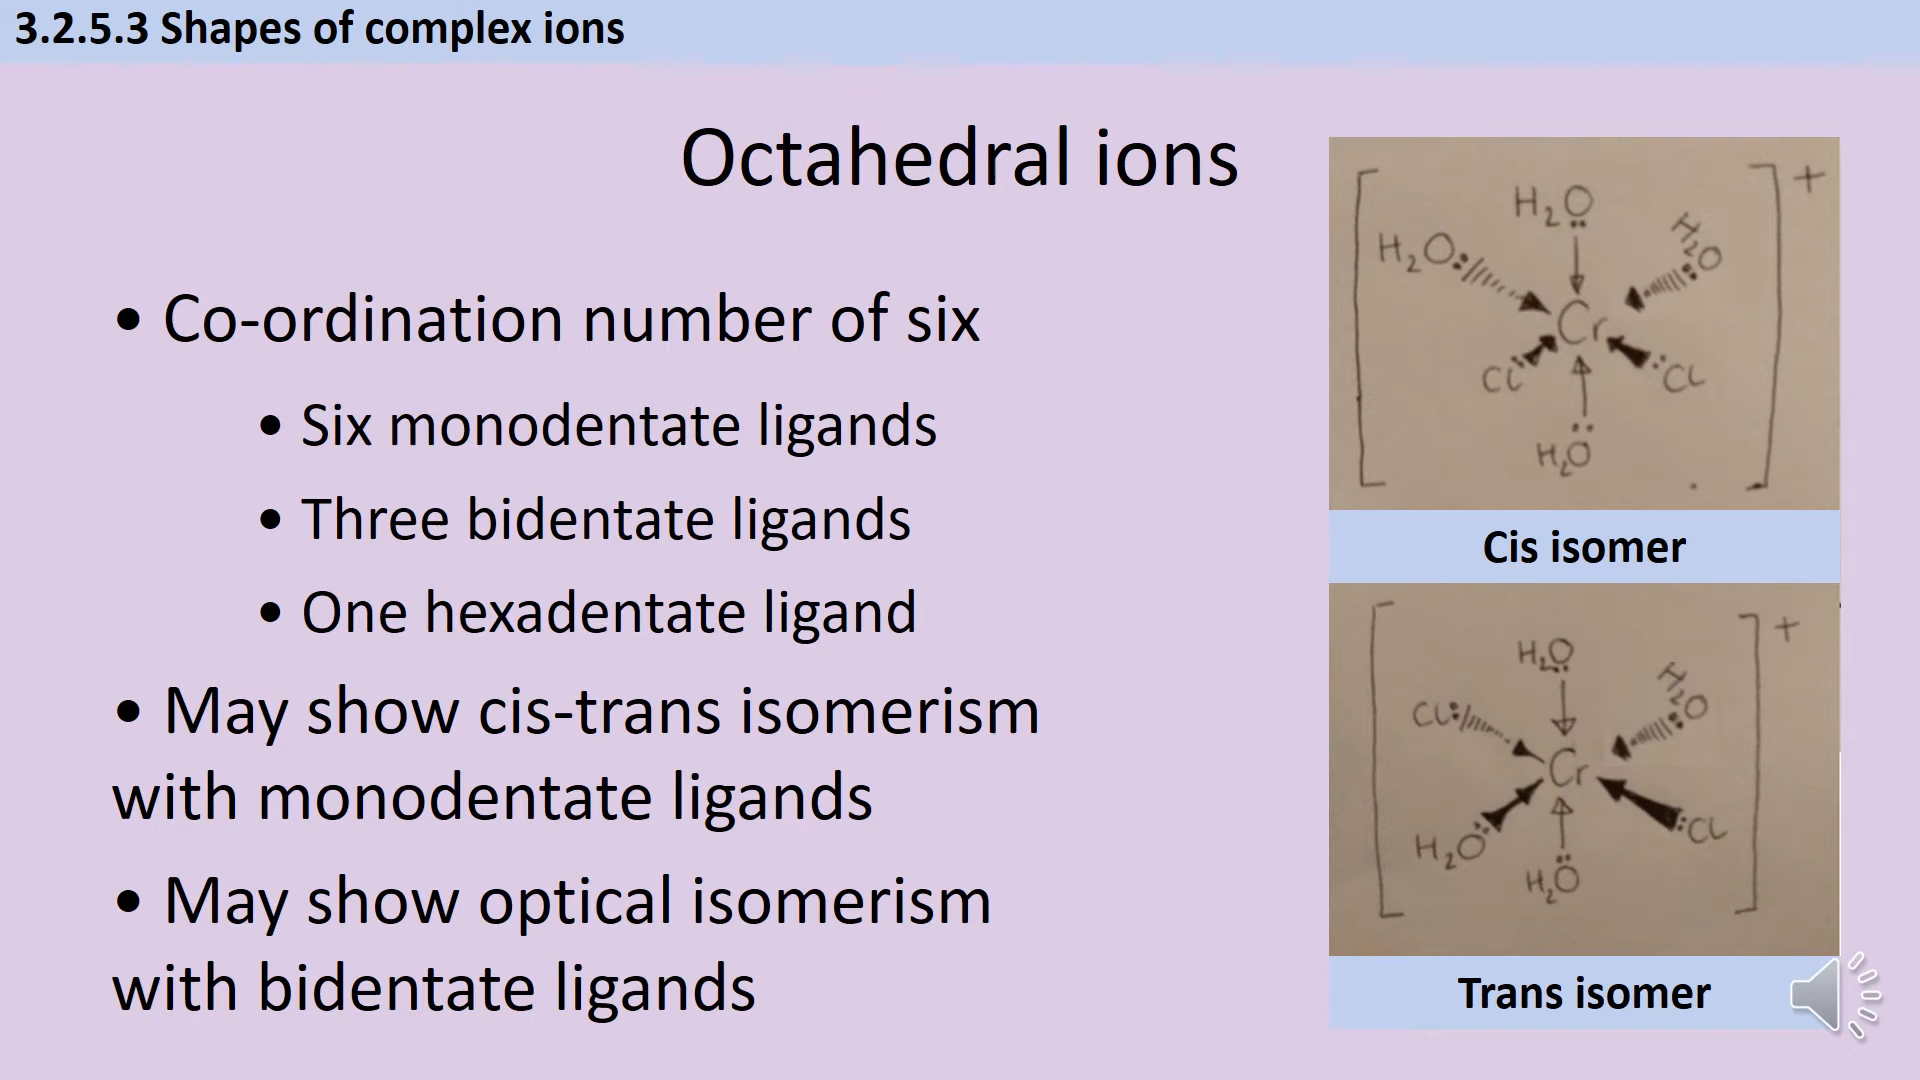 3.2.5.3 Shapes of complex ions
Octahedral ions
• Co-ordination number of six
• Six monodentate ligands
• Three bidentate ligands
• One hexadentate ligand
• May show cis-trans isomerism
with monodentate ligands
• May show optical isomerism
with bidentate ligands
[ ]+
H2O
H2O
H2O
Cr
Cl
Cl
H2O
Cis isomer
[ ]+
H2O
Cl
H2O
Cr
H2O
Cl
H2O
Trans isomer